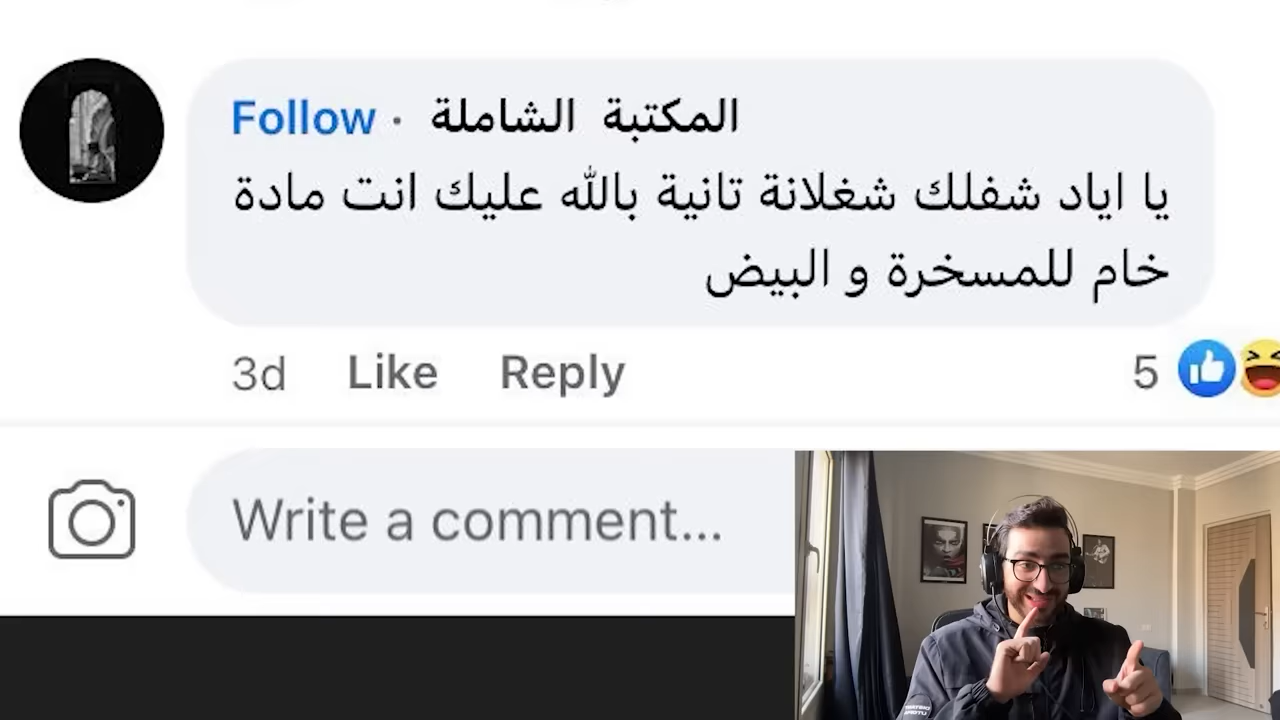 المكتبة الشاملة · Follow
يا اياد شفلك شغلانة تانية بالله عليك انت مادة
خام للمسخرة و البيض
3d Like Reply 5
Write a comment...